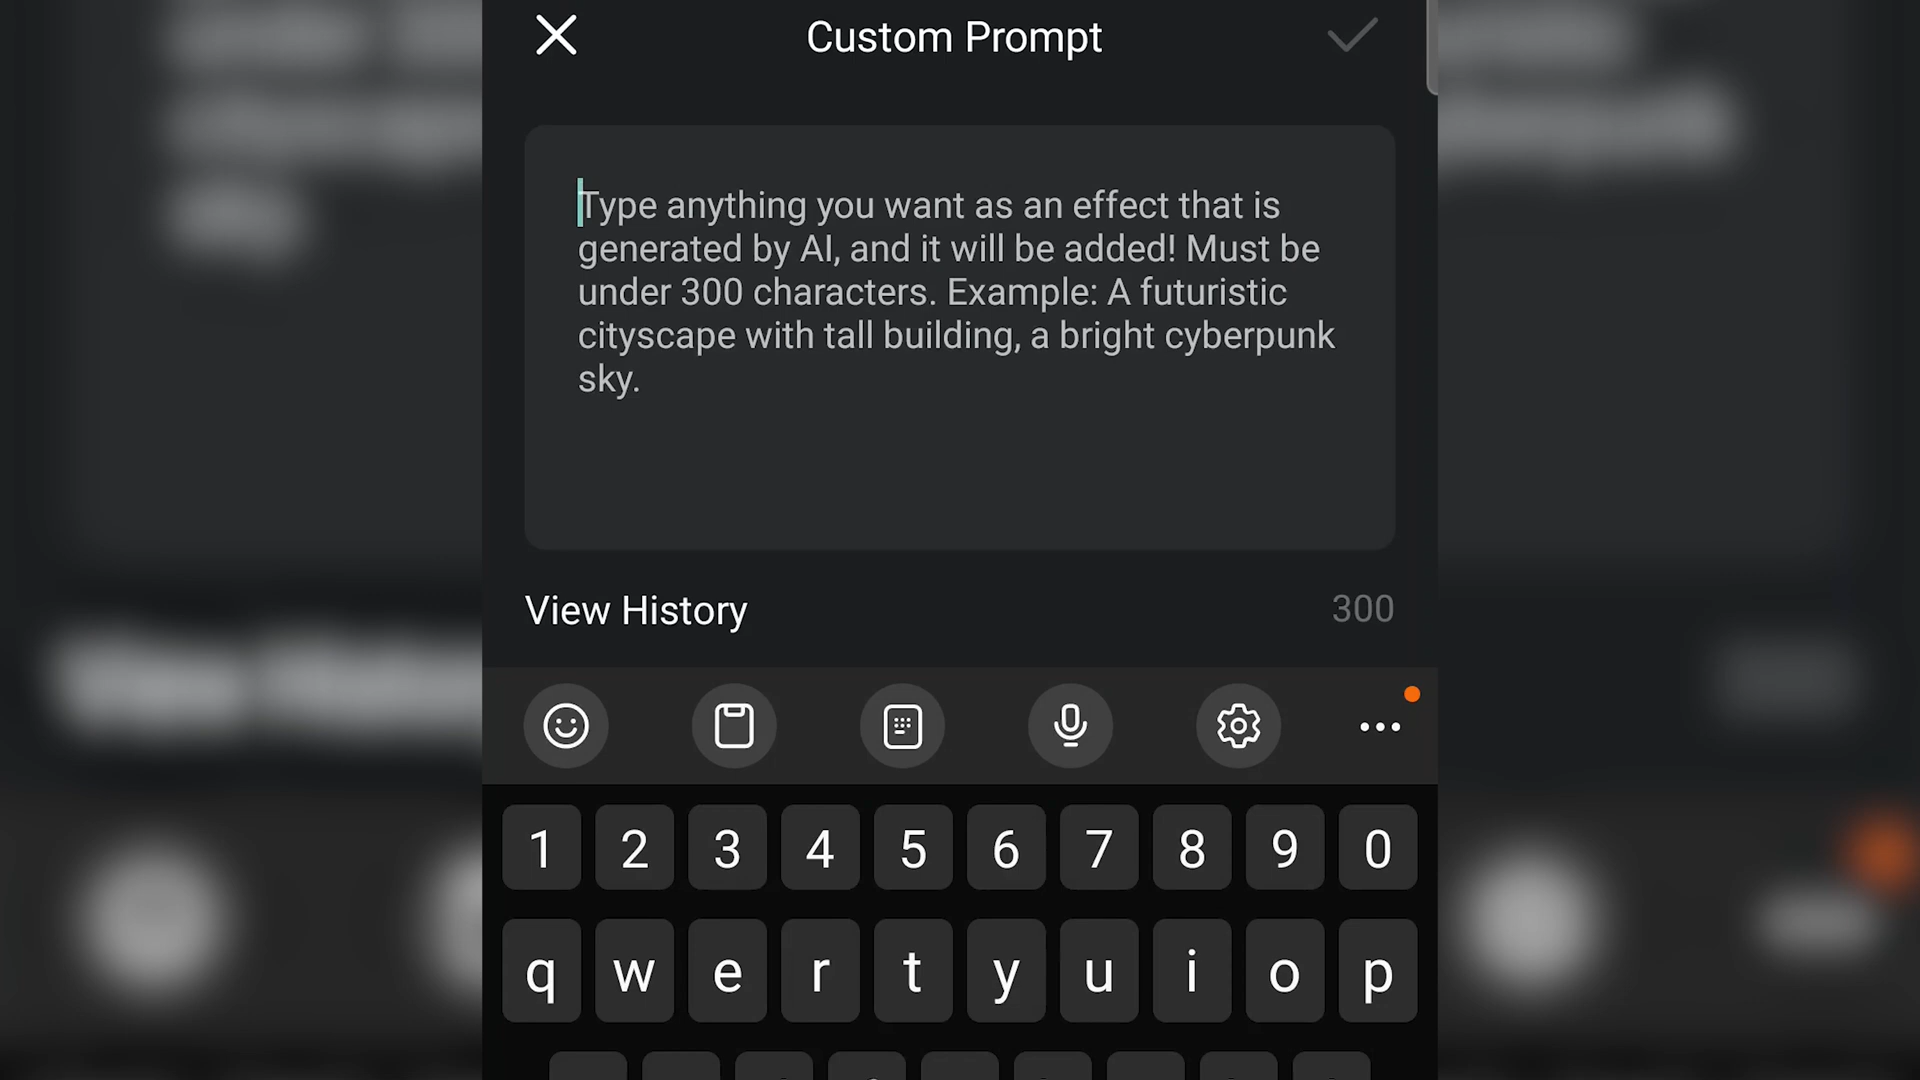 Custom Prompt
Type anything you want as an effect that is
generated by AI, and it will be added! Must be
under 300 characters. Example: A futuristic
cityscape with tall building, a bright cyberpunk
sky.
View History
300
1 2 3 4 5 6 7 8 9 0
q w e r t y u i o p